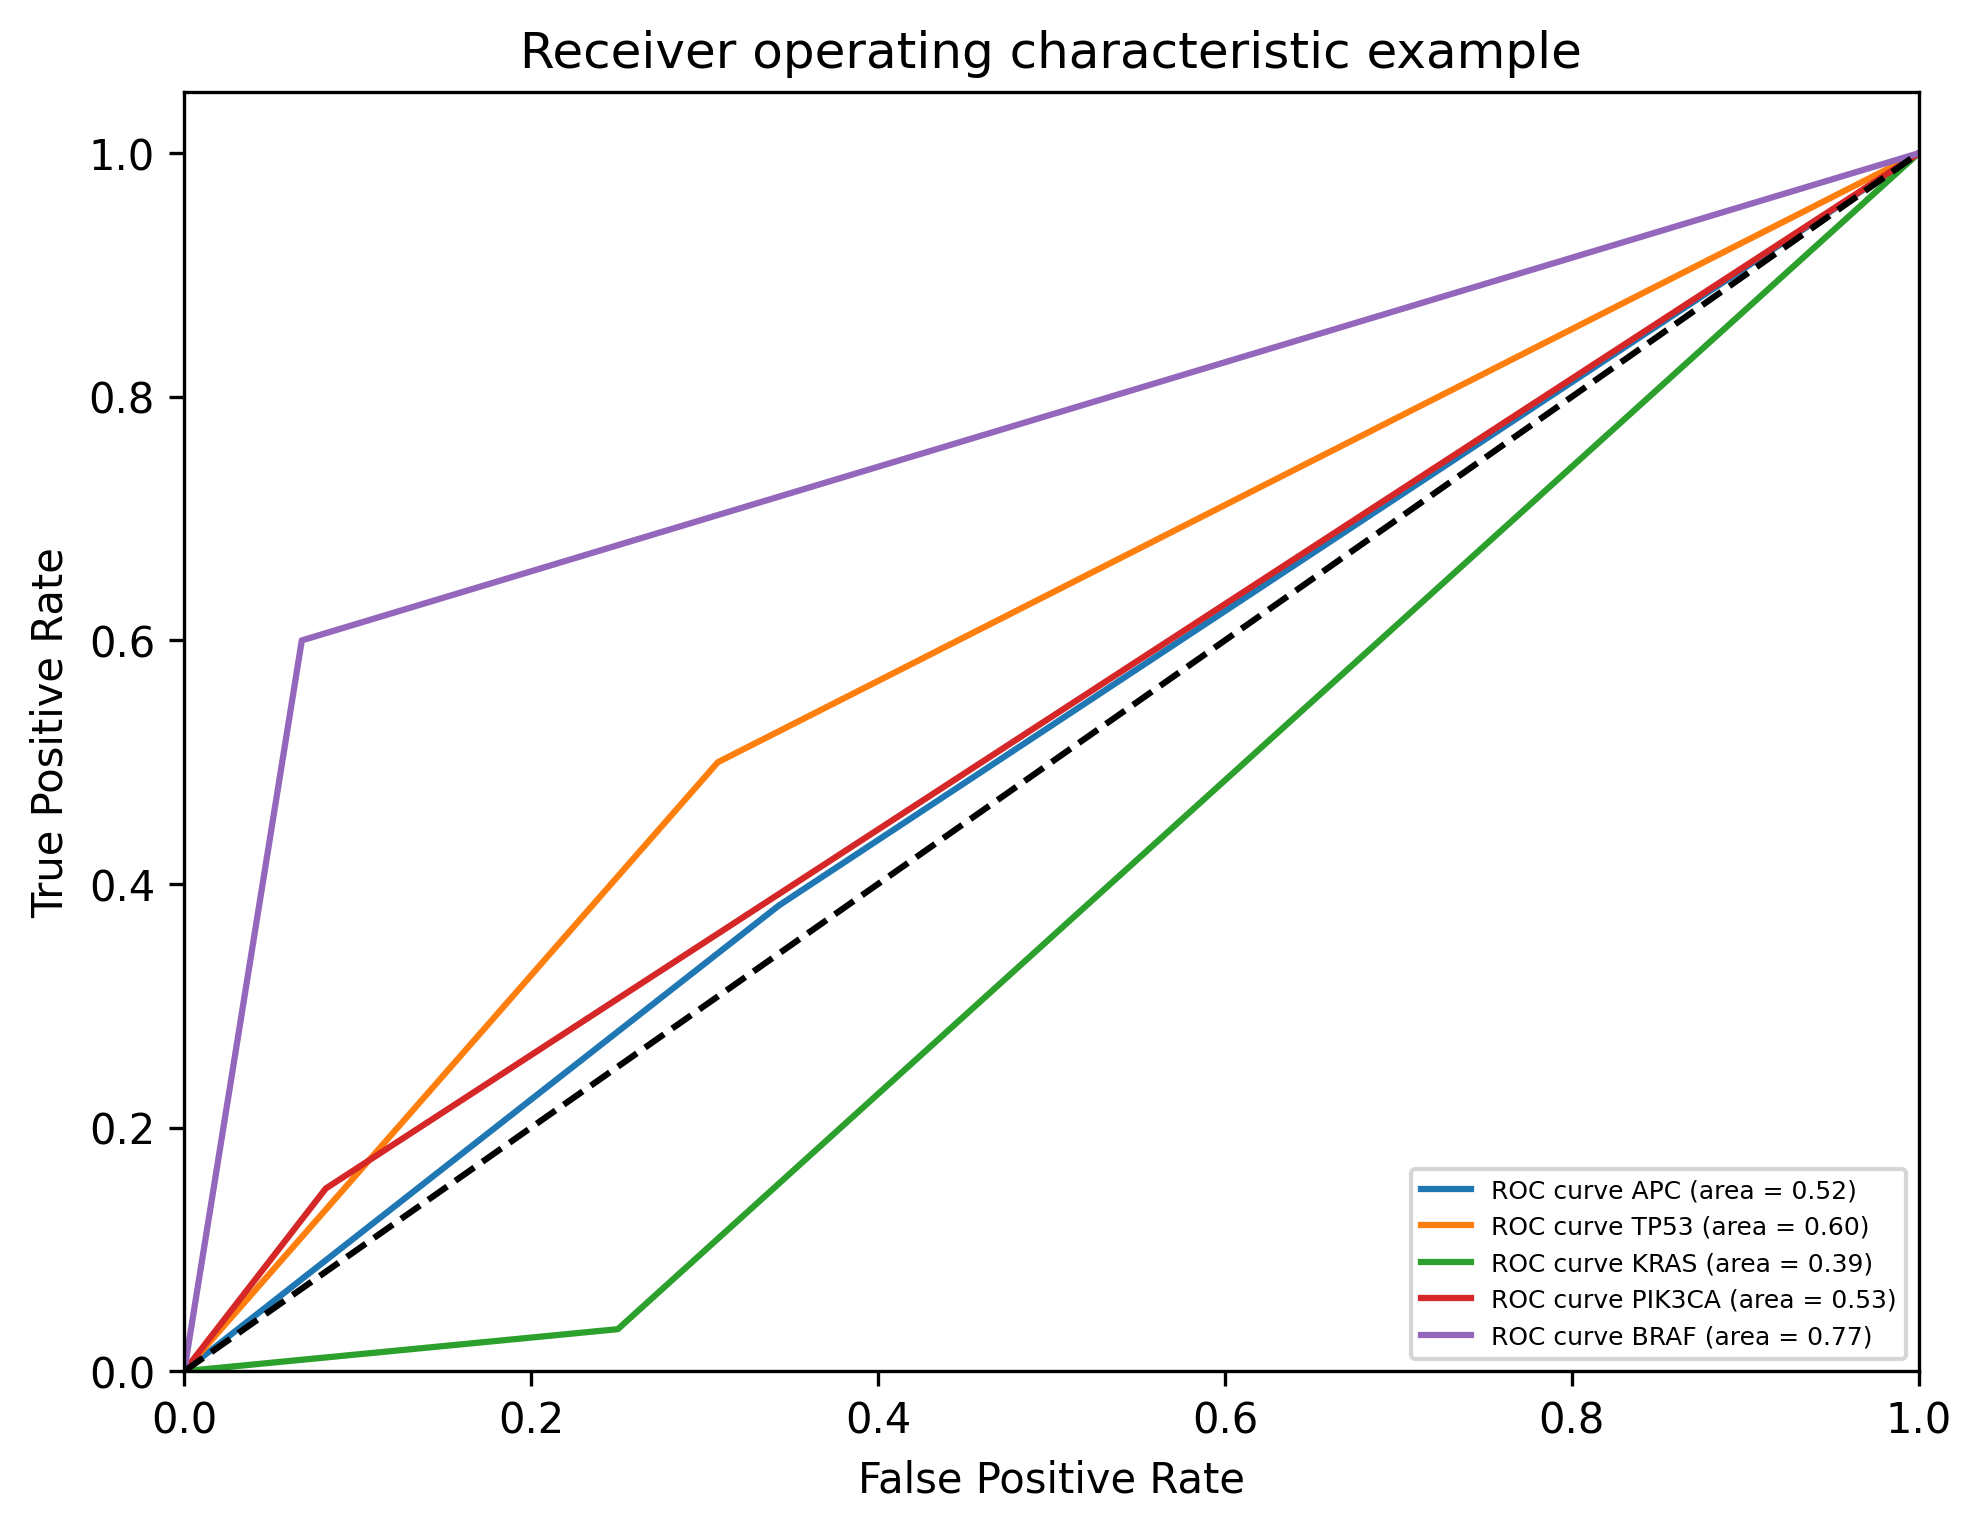 Receiver operating characteristic example
1.0
0.8
0.6
0.4
0.2
0.0
True Positive Rate
0.0 0.2 0.4 0.6 0.8 1.0
False Positive Rate
ROC curve APC (area = 0.52)
ROC curve TP53 (area = 0.60)
ROC curve KRAS (area = 0.39)
ROC curve PIK3CA (area = 0.53)
ROC curve BRAF (area = 0.77)